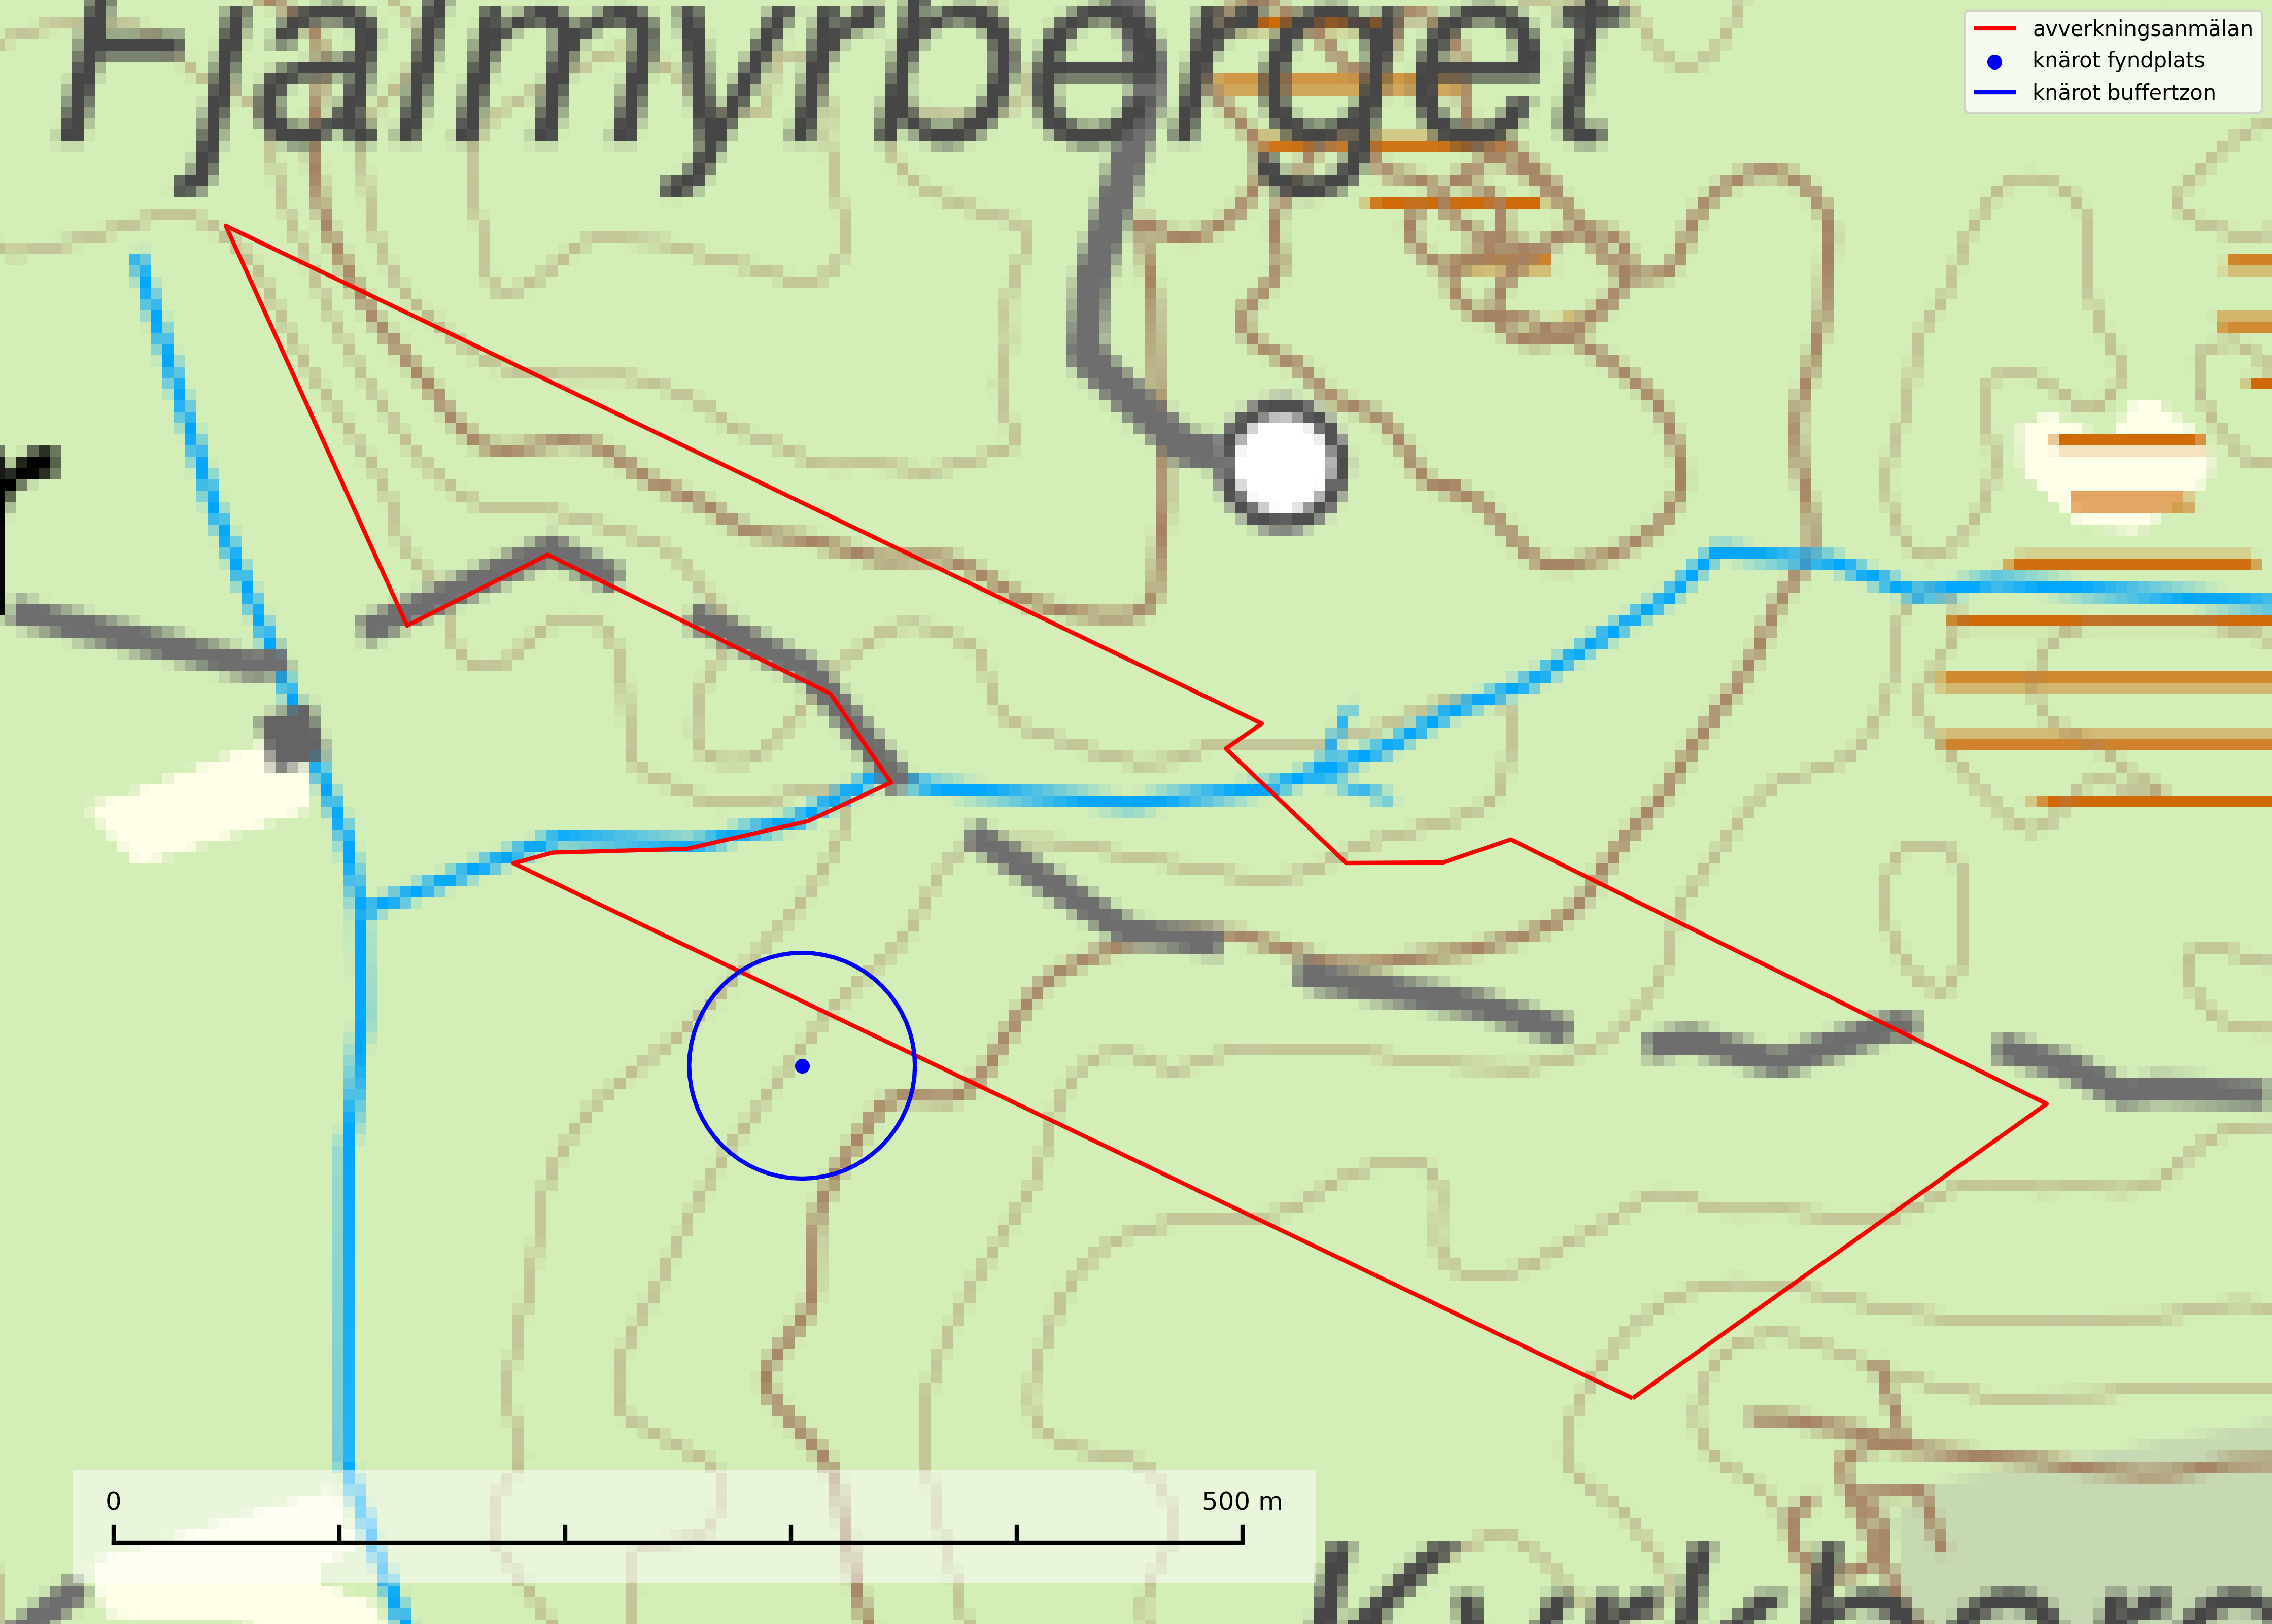 Hjalmyrberget
avverkningsanmälan
knärot fyndplats
knärot buffertzon
0
500 m